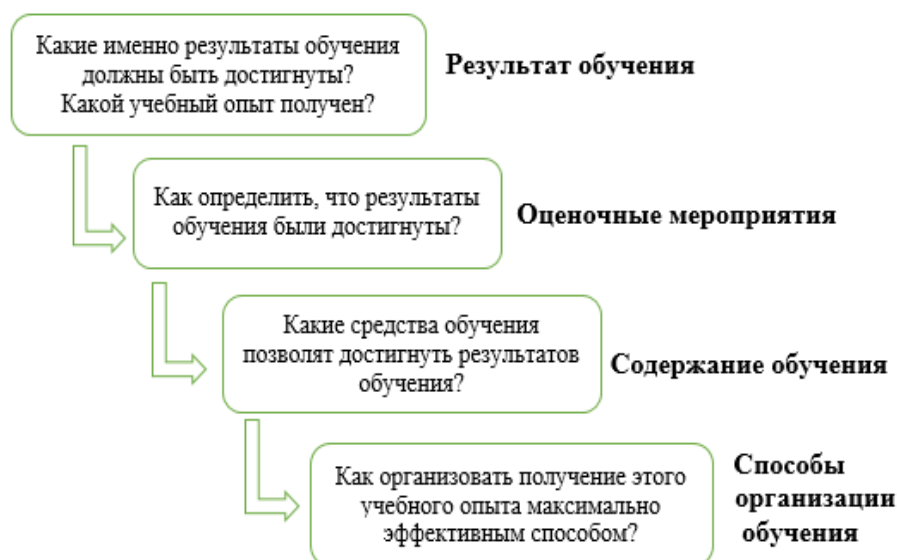 Какие именно результаты обучения
должны быть достигнуты?
Какой учебный опыт получен?
Результат обучения
Как определить, что результаты
обучения были достигнуты?
Оценочные мероприятия
Какие средства обучения
позволят достигнуть результатов
обучения?
Содержание обучения
Как организовать получение этого
учебного опыта максимально
эффективным способом?
Способы
организации
обучения